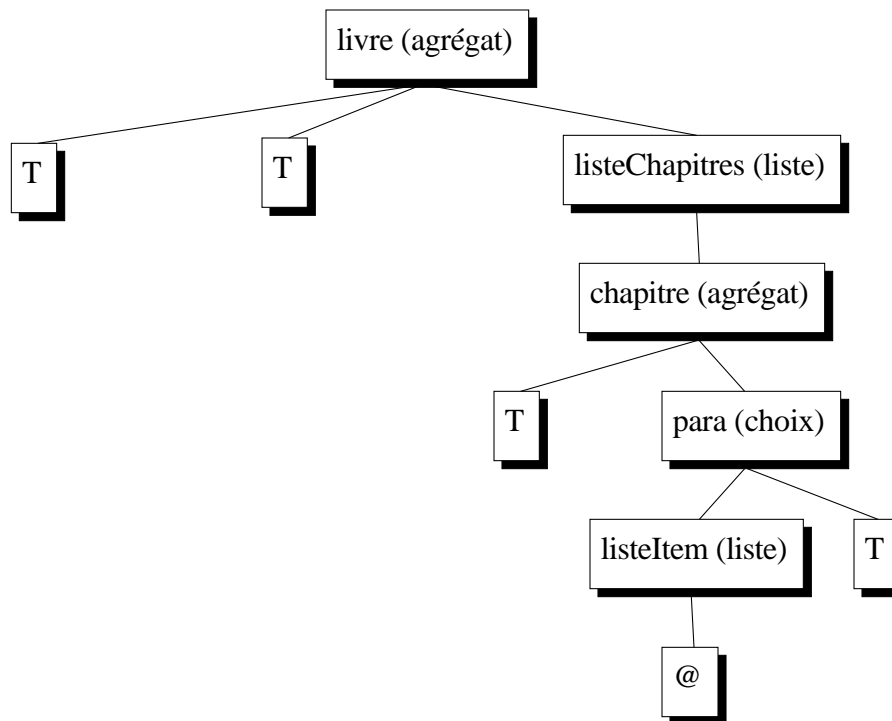 livre (agrégat)
T
T
listeChapitres (liste)
chapitre (agrégat)
T
para (choix)
listeItem (liste)
T
@